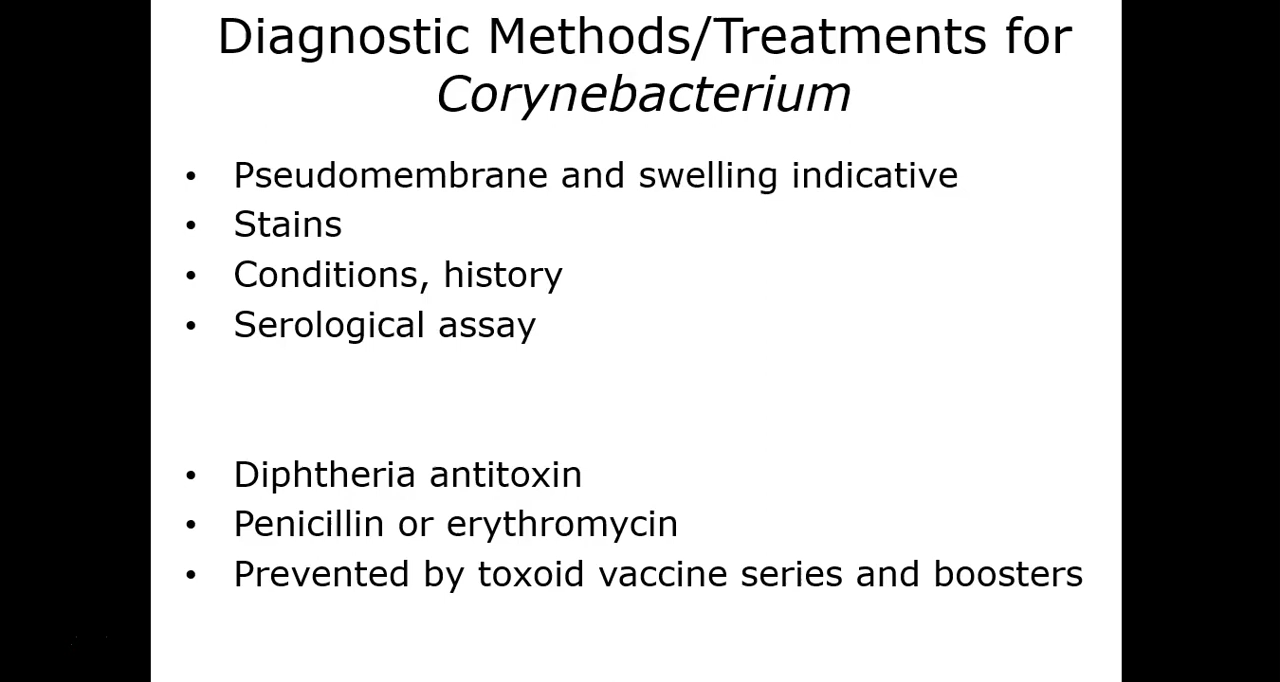 Diagnostic Methods/Treatments for
Corynebacterium
• Pseudomembrane and swelling indicative
• Stains
• Conditions, history
• Serological assay
• Diphtheria antitoxin
• Penicillin or erythromycin
• Prevented by toxoid vaccine series and boosters